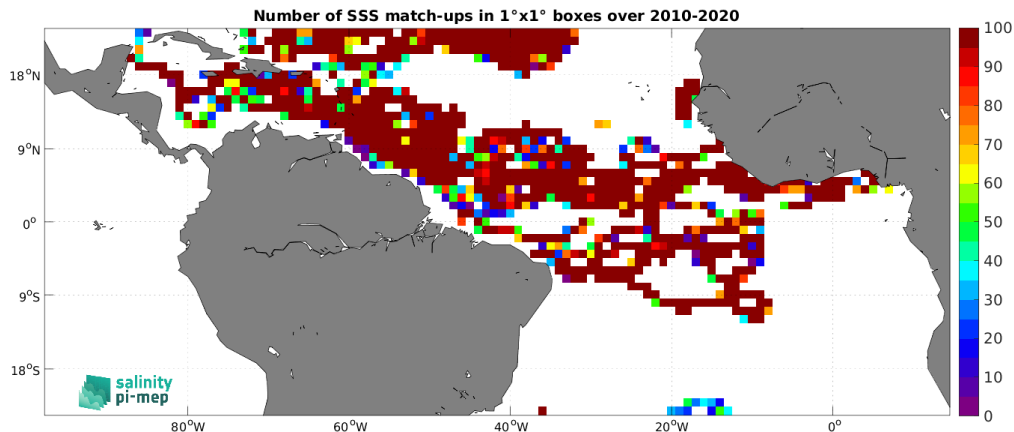 Number of SSS match-ups in 1°x1° boxes over 2010-2020
100
90
80
70
60
50
40
30
20
10
0
18°N
9°N
0°
9°S
18°S
80°W
60°W
40°W
20°W
0°
salinity
pi-mep